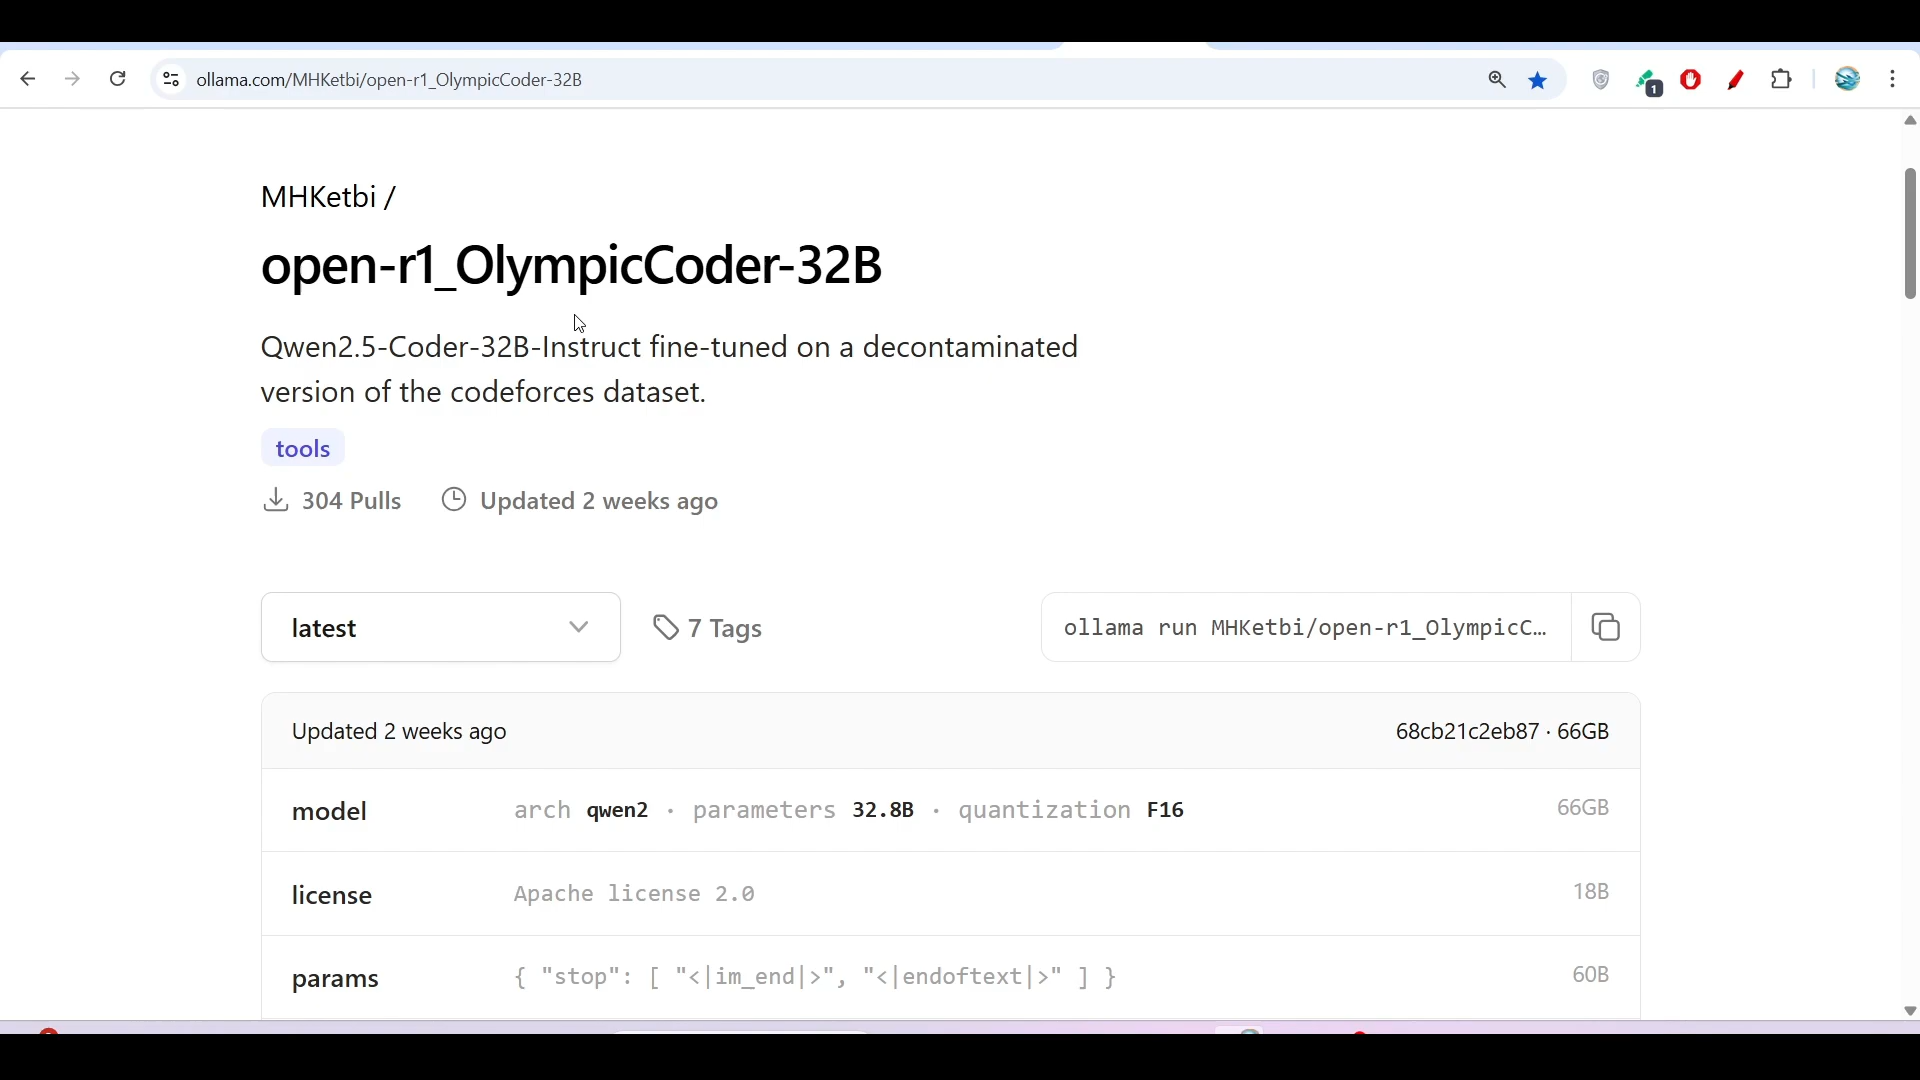 ollama.com/MHKetbi/open-r1_OlympicCoder-32B
1
MHKetbi /
open-r1_OlympicCoder-32B
Qwen2.5-Coder-32B-Instruct fine-tuned on a decontaminated
version of the codeforces dataset.
tools
304 Pulls Updated 2 weeks ago
latest 7 Tags ollama run MHKetbi/open-r1_OlympicC…
Updated 2 weeks ago 68cb21c2eb87 · 66GB
model arch qwen2 · parameters 32.8B · quantization F16 66GB
license Apache license 2.0 18B
params { "stop": [ "<|im_end|>", "<|endoftext|>" ] } 60B